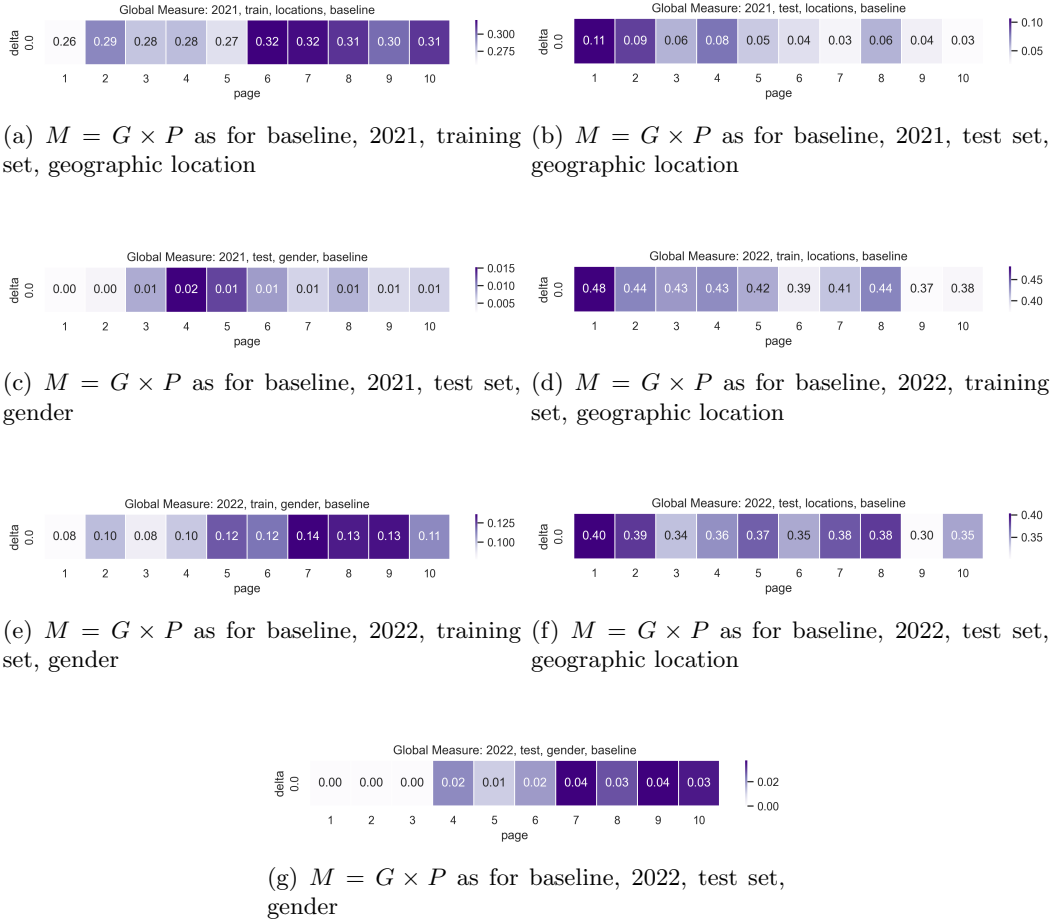 Global Measure: 2021, train, locations, baseline
delta
0.0
0.26 0.29 0.28 0.28 0.27 0.32 0.32 0.31 0.30 0.31
0.300
0.275
1 2 3 4 5 6 7 8 9 10
page
(a) M = G × P as for baseline, 2021, training
set, geographic location
Global Measure: 2021, test, locations, baseline
delta
0.0
0.11 0.09 0.06 0.08 0.05 0.04 0.03 0.06 0.04 0.03
0.10
0.05
1 2 3 4 5 6 7 8 9 10
page
(b) M = G × P as for baseline, 2021, test set,
geographic location
Global Measure: 2021, test, gender, baseline
delta
0.0
0.00 0.00 0.01 0.02 0.01 0.01 0.01 0.01 0.01 0.01
0.015
0.010
0.005
1 2 3 4 5 6 7 8 9 10
page
(c) M = G × P as for baseline, 2021, test set,
gender
Global Measure: 2022, train, locations, baseline
delta
0.0
0.48 0.44 0.43 0.43 0.42 0.39 0.41 0.44 0.37 0.38
0.45
0.40
1 2 3 4 5 6 7 8 9 10
page
(d) M = G × P as for baseline, 2022, training
set, geographic location
Global Measure: 2022, train, gender, baseline
delta
0.0
0.08 0.10 0.08 0.10 0.12 0.12 0.14 0.13 0.13 0.11
0.125
0.100
1 2 3 4 5 6 7 8 9 10
page
(e) M = G × P as for baseline, 2022, training
set, gender
Global Measure: 2022, test, locations, baseline
delta
0.0
0.40 0.39 0.34 0.36 0.37 0.35 0.38 0.38 0.30 0.35
0.40
0.35
1 2 3 4 5 6 7 8 9 10
page
(f) M = G × P as for baseline, 2022, test set,
geographic location
Global Measure: 2022, test, gender, baseline
delta
0.0
0.00 0.00 0.00 0.02 0.01 0.02 0.04 0.03 0.04 0.03
0.02
0.00
1 2 3 4 5 6 7 8 9 10
page
(g) M = G × P as for baseline, 2022, test set,
gender